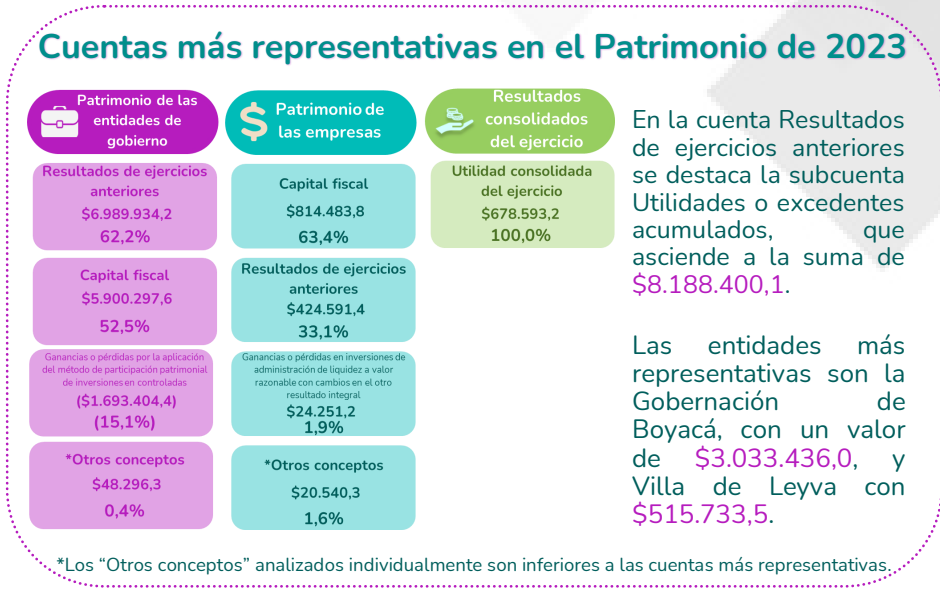 Cuentas más representativas en el Patrimonio de 2023
Patrimonio de las
entidades de
gobierno
Resultados de ejercicios
anteriores
$6.989.934,2
62,2%
Capital fiscal
$5.900.297,6
52,5%
Ganancias o pérdidas por la aplicación
del método de participación patrimonial
de inversiones en controladas
($1.693.404,4)
(15,1%)
*Otros conceptos
$48.296,3
0,4%
Patrimonio de
las empresas
Capital fiscal
$814.483,8
63,4%
Resultados de ejercicios
anteriores
$424.591,4
33,1%
Ganancias o pérdidas en inversiones de
administración de liquidez a valor
razonable con cambios en el otro
resultado integral
$24.251,2
1,9%
*Otros conceptos
$20.540,3
1,6%
Resultados
consolidados
del ejercicio
Utilidad consolidada
del ejercicio
$678.593,2
100,0%
En la cuenta Resultados
de ejercicios anteriores
se destaca la subcuenta
Utilidades o excedentes
acumulados, que
asciende a la suma de
$8.188.400,1.
Las entidades más
representativas son la
Gobernación de
Boyacá, con un valor
de $3.033.436,0, y
Villa de Leyva con
$515.733,5.
*Los “Otros conceptos” analizados individualmente son inferiores a las cuentas más representativas.